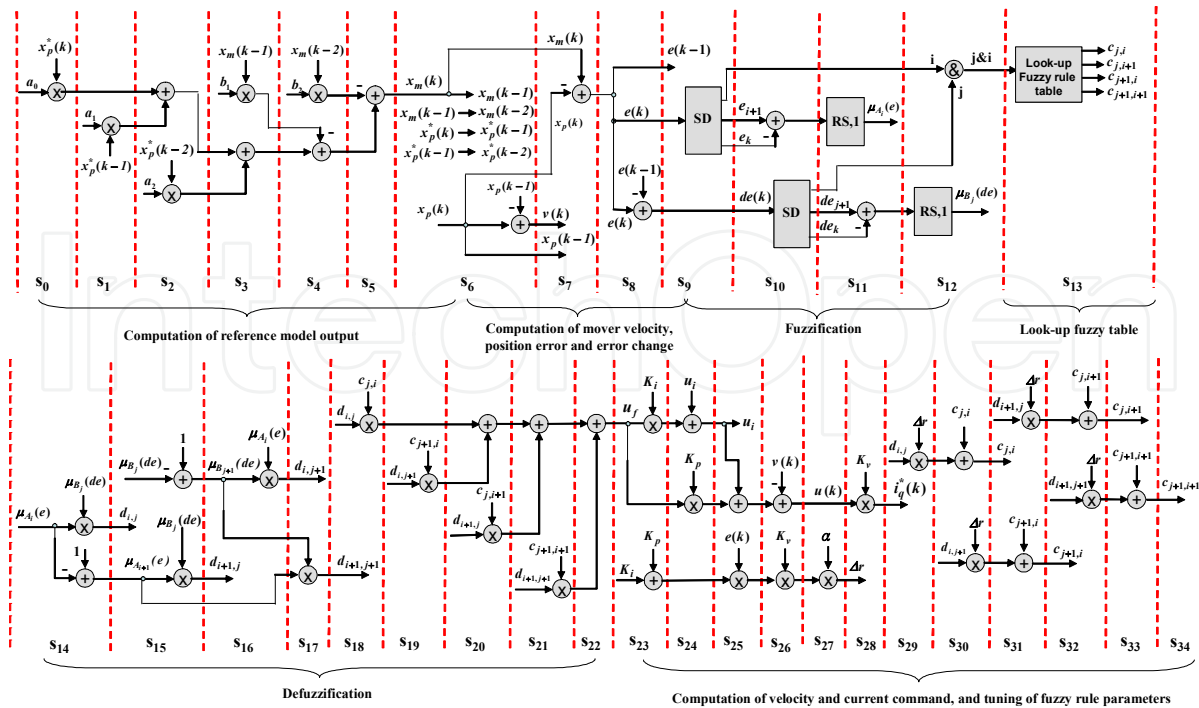 x*p(k)
a0
x
a1
x
x*p(k−1)
+
x*p(k−2)
a2
x
xm(k−1)
b1
x
+
xm(k−2)
b2
x
-
+
-
+
xm(k)
xm(k)
xm(k−1)
xm(k−1)
xm(k−2)
x*p(k)
x*p(k−1)
x*p(k−1)
x*p(k−2)
xp(k)
xp(k−1)
-
+
v(k)
xp(k−1)
xm(k)
-
+
xp(k)
e(k−1)
e(k)
e(k−1)
-
+
e(k)
de(k)
SD
ei+1
+
-
ek
RS,1
μAi(e)
SD
dej+1
+
-
dek
RS,1
μBj(de)
i
&
j
j&i
Look-up
Fuzzy rule
table
cj,i
cj,i+1
cj+1,i
cj+1,i+1
s0 s1 s2 s3 s4 s5 s6 s7 s8 s9 s10 s11 s12 s13
Computation of reference model output
Computation of mover velocity,
position error and error change
Fuzzification
Look-up fuzzy table
InTechOpen
μAi(e)
μBj(de)
x
di,j
1
-
+
μAi+1(e)
μBj(de)
x
di+1,j
μBj(de)
1
-
+
μBj+1(de)
μAi(e)
x
di,j+1
x
di+1,j+1
cj,i
di,j
x
cj+1,i
di,j+1
x
+
cj,i+1
di+1,j
x
+
cj+1,i+1
di+1,j+1
x
+
uf
Ki
x
ui
+
ui
Kp
x
+
v(k)
-
+
u(k)
Kv
x
i*q(k)
Ki
Kp
+
e(k)
x
Kv
x
α
x
Δr
Δr
di,j
x
cj,i
+
cj,i
Δr
di,j+1
x
cj+1,i
+
cj+1,i
Δr
di+1,j
x
cj,i+1
+
cj,i+1
Δr
di+1,j+1
x
cj+1,i+1
+
cj+1,i+1
s14 s15 s16 s17 s18 s19 s20 s21 s22 s23 s24 s25 s26 s27 s28 s29 s30 s31 s32 s33 s34
Defuzzification
Computation of velocity and current command, and tuning of fuzzy rule parameters